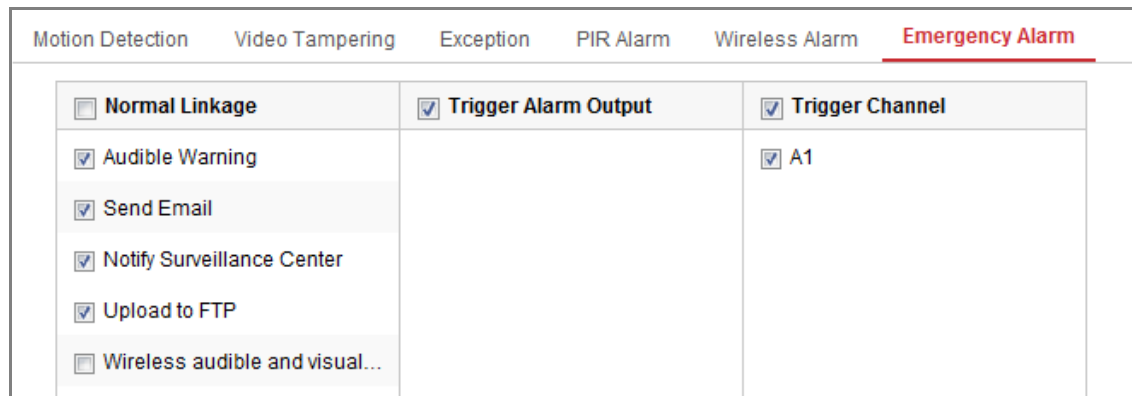 Motion Detection Video Tampering Exception PIR Alarm Wireless Alarm Emergency Alarm
Normal Linkage Trigger Alarm Output Trigger Channel
Audible Warning A1
Send Email
Notify Surveillance Center
Upload to FTP
Wireless audible and visual...